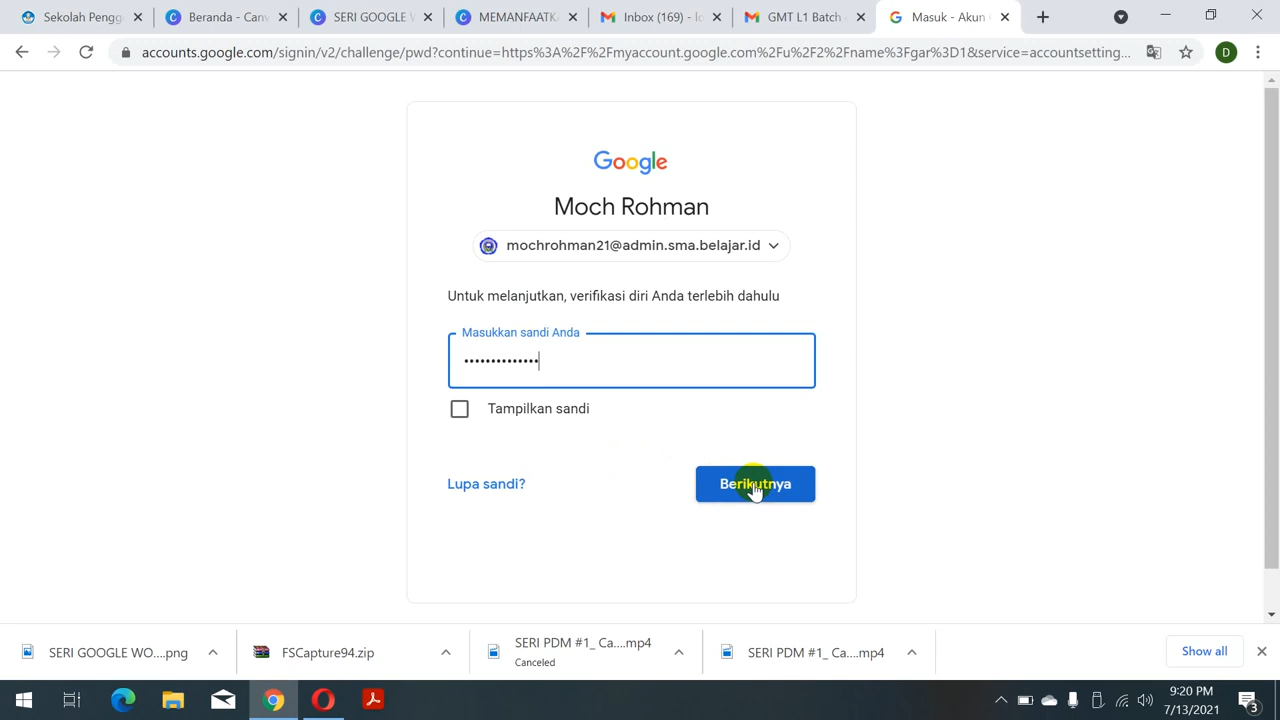 Sekolah Pengg
Beranda - Canv
SERI GOOGLE W
MEMANFAATK
Inbox (169) - Id
GMT L1 Batch
Masuk - Akun
accounts.google.com/signin/v2/challenge/pwd?continue=https%3A%2F%2Fmyaccount.google.com%2Fu%2F2%2Fname%3Fgar%3D1&service=accountsetting...
D
Google
Moch Rohman
mochrohman21@admin.sma.belajar.id
Untuk melanjutkan, verifikasi diri Anda terlebih dahulu
Masukkan sandi Anda
••••••••••••••
Tampilkan sandi
Lupa sandi?
Berikutnya
SERI GOOGLE WO....png
FSCapture94.zip
SERI PDM #1_ Ca....mp4
Canceled
SERI PDM #1_ Ca....mp4
Show all
9:20 PM
7/13/2021
3